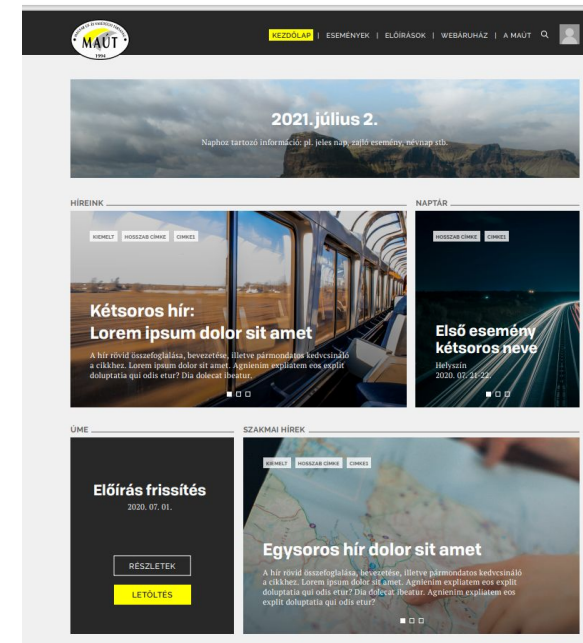 MAÚT
1994
KEZDŐLAP | ESEMÉNYEK | ELŐÍRÁSOK | WEBÁRUHÁZ | A MAÚT
2021. július 2.
Naphoz tartozó információ: pl. jeles nap, zajló esemény, névnap stb.
HÍREINK
KIEMELT HOSSZAB CÍMKE CIMKE1
Kétsoros hír:
Lorem ipsum dolor sit amet
A hír rövid összefoglalása, bevezetése, illetve pármondatos kedvcsináló
a cikkhez. Lorem ipsum dolor sit amet. Agnienim expliatem eos explit
doluptatia qui odis etur? Dia dolecat ibeatur.
NAPTÁR
HOSSZAB CÍMKE CIMKE1
Első esemény
kétsoros neve
Helyszín
2020. 07. 21-22.
ÚME
Előírás frissítés
2020. 07. 01.
RÉSZLETEK
LETÖLTÉS
SZAKMAI HÍREK
KIEMELT HOSSZAB CÍMKE CIMKE1
Egysoros hír dolor sit amet
A hír rövid összefoglalása, bevezetése, illetve pármondatos kedvcsináló
a cikkhez. Lorem ipsum dolor sit amet. Agnienim expliatem eos explit
doluptatia qui odis etur? Dia dolecat ibeatur. Agnienim expliatem eos
explit doluptatia qui odis etur?